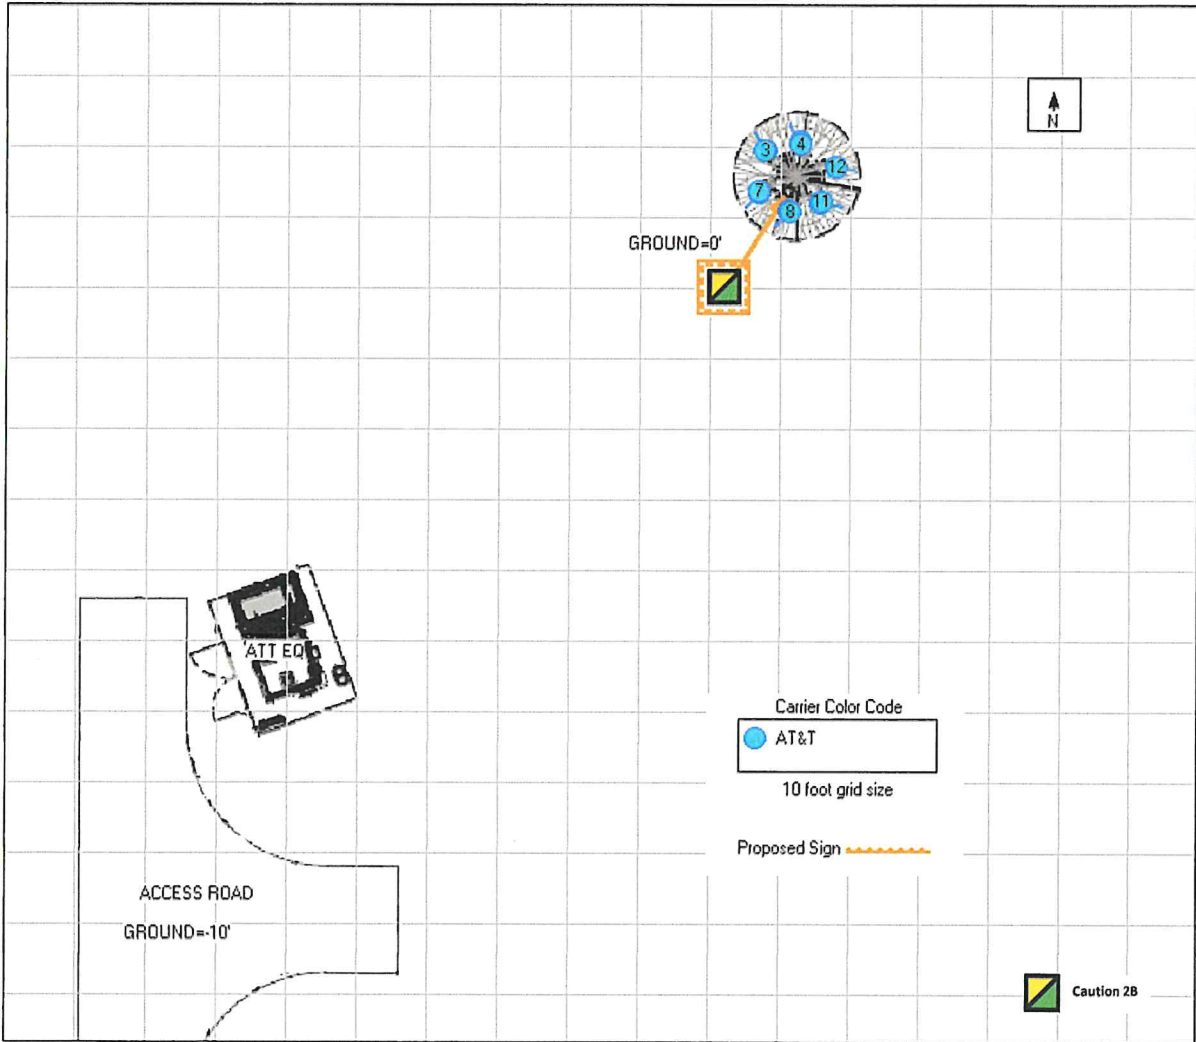 N
3
4
12
7
11
8
GROUND=0'
ATT EQ
Carrier Color Code
AT&T
10 foot grid size
Proposed Sign
ACCESS ROAD
GROUND=-10'
Caution 2B